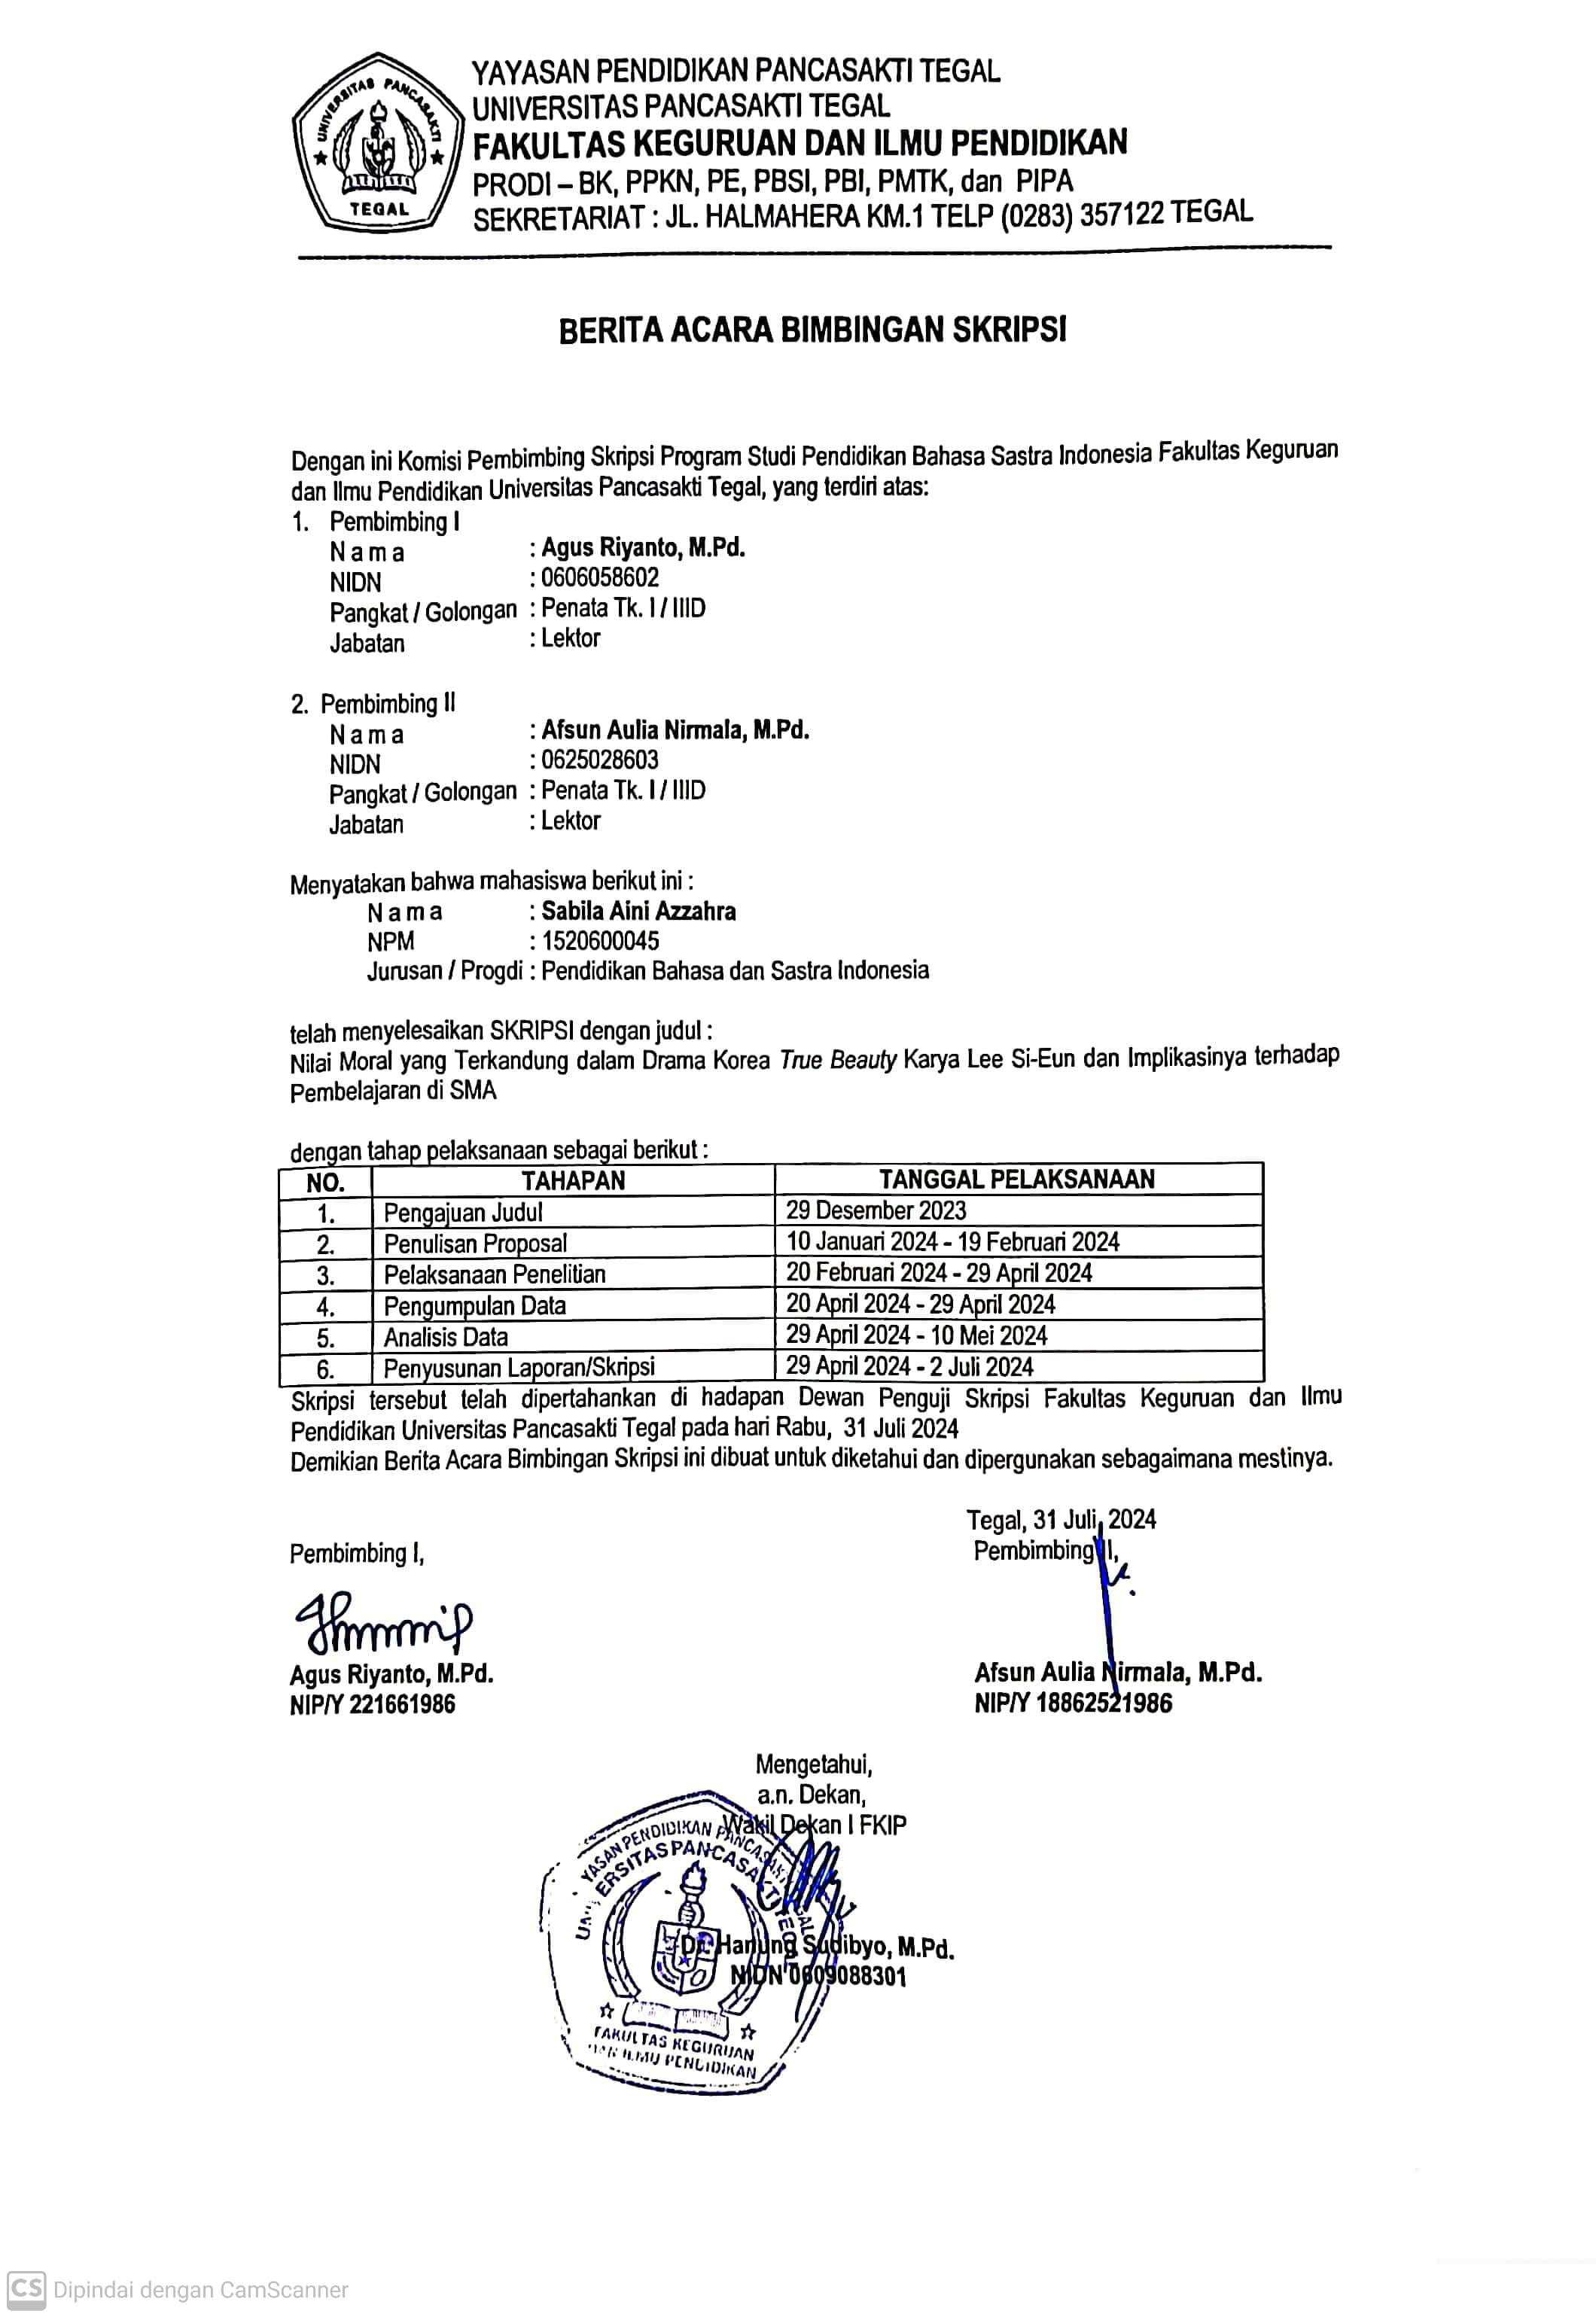 UNIVERSITAS PANCASAKTI
TEGAL
YAYASAN PENDIDIKAN PANCASAKTI TEGAL
UNIVERSITAS PANCASAKTI TEGAL
FAKULTAS KEGURUAN DAN ILMU PENDIDIKAN
PRODI – BK, PPKN, PE, PBSI, PBI, PMTK, dan PIPA
SEKRETARIAT : JL. HALMAHERA KM.1 TELP (0283) 357122 TEGAL
BERITA ACARA BIMBINGAN SKRIPSI
Dengan ini Komisi Pembimbing Skripsi Program Studi Pendidikan Bahasa Sastra Indonesia Fakultas Keguruan
dan Ilmu Pendidikan Universitas Pancasakti Tegal, yang terdiri atas:
1. Pembimbing I
N a m a : Agus Riyanto, M.Pd.
NIDN : 0606058602
Pangkat / Golongan : Penata Tk. I / IIID
Jabatan : Lektor
2. Pembimbing II
N a m a : Afsun Aulia Nirmala, M.Pd.
NIDN : 0625028603
Pangkat / Golongan : Penata Tk. I / IIID
Jabatan : Lektor
Menyatakan bahwa mahasiswa berikut ini :
N a m a : Sabila Aini Azzahra
NPM : 1520600045
Jurusan / Progdi : Pendidikan Bahasa dan Sastra Indonesia
telah menyelesaikan SKRIPSI dengan judul :
Nilai Moral yang Terkandung dalam Drama Korea True Beauty Karya Lee Si-Eun dan Implikasinya terhadap
Pembelajaran di SMA
dengan tahap pelaksanaan sebagai berikut :
NO. TAHAPAN TANGGAL PELAKSANAAN
1. Pengajuan Judul 29 Desember 2023
2. Penulisan Proposal 10 Januari 2024 - 19 Februari 2024
3. Pelaksanaan Penelitian 20 Februari 2024 - 29 April 2024
4. Pengumpulan Data 20 April 2024 - 29 April 2024
5. Analisis Data 29 April 2024 - 10 Mei 2024
6. Penyusunan Laporan/Skripsi 29 April 2024 - 2 Juli 2024
Skripsi tersebut telah dipertahankan di hadapan Dewan Penguji Skripsi Fakultas Keguruan dan Ilmu
Pendidikan Universitas Pancasakti Tegal pada hari Rabu, 31 Juli 2024
Demikian Berita Acara Bimbingan Skripsi ini dibuat untuk diketahui dan dipergunakan sebagaimana mestinya.
Tegal, 31 Juli 2024
Pembimbing I,
Pembimbing II,
Agus Riyanto, M.Pd.
NIP/Y 221661986
Afsun Aulia Nirmala, M.Pd.
NIP/Y 18862521986
Mengetahui,
a.n. Dekan,
Wakil Dekan I FKIP
YASAN PENDIDIKAN PANCASAKTI TEGAL
UNIVERSITAS PANCASAKTI TEGAL
Dr. Hanung Sudibyo, M.Pd.
NIDN 0609088301
FAKULTAS KEGURUAN
DAN ILMU PENDIDIKAN
CS Dipindai dengan CamScanner